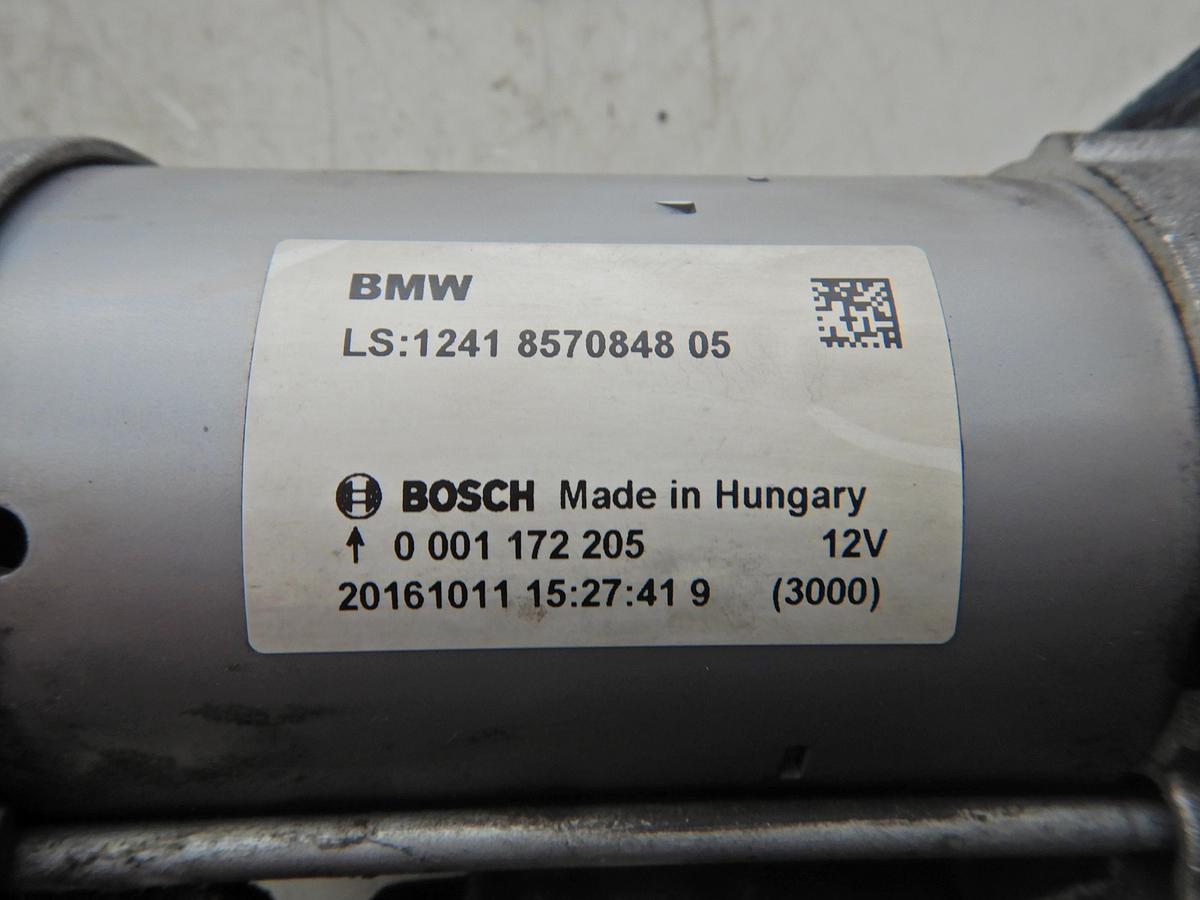 BMW
LS:1241 8570848 05
BOSCH Made in Hungary
↑ 0 001 172 205 12V
20161011 15:27:41 9 (3000)